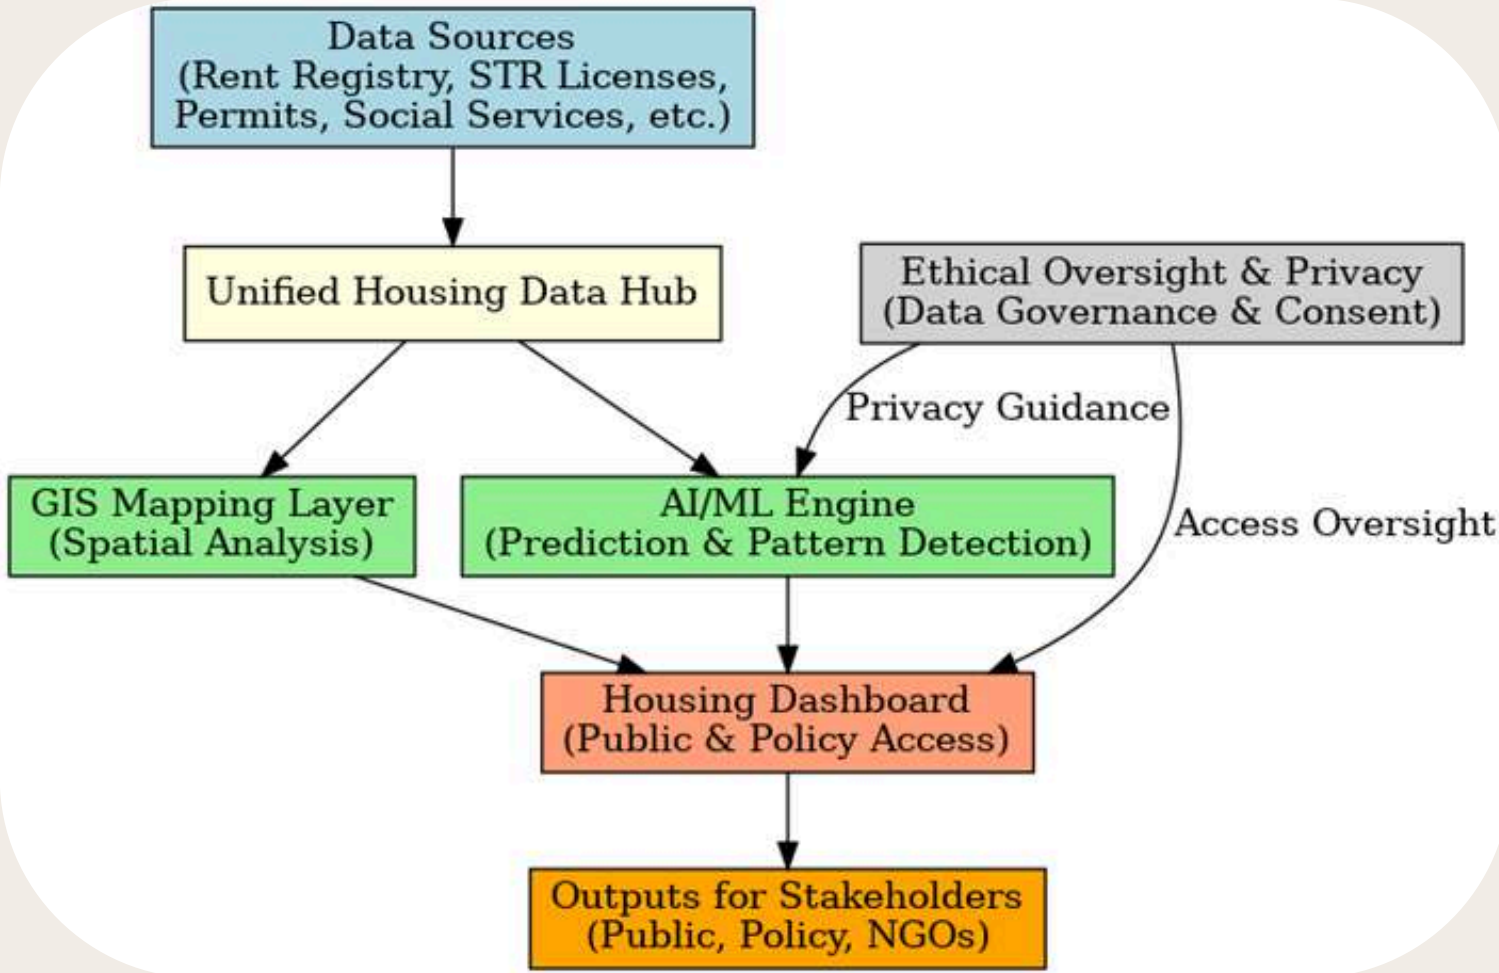 Data Sources
(Rent Registry, STR Licenses,
Permits, Social Services, etc.)
Unified Housing Data Hub
Ethical Oversight & Privacy
(Data Governance & Consent)
Privacy Guidance
GIS Mapping Layer
(Spatial Analysis)
AI/ML Engine
(Prediction & Pattern Detection)
Access Oversight
Housing Dashboard
(Public & Policy Access)
Outputs for Stakeholders
(Public, Policy, NGOs)